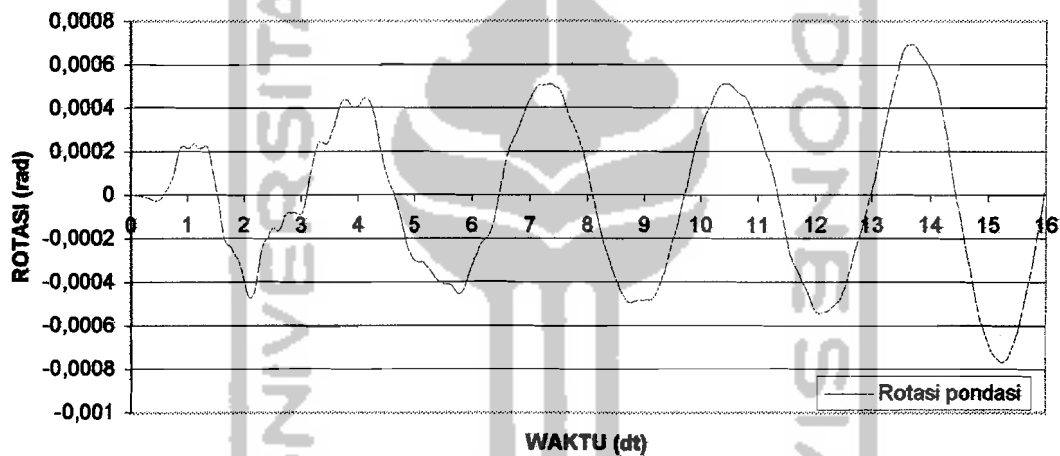 0,0008
0,0006
0,0004
0,0002
0
-0,0002
-0,0004
-0,0006
-0,0008
-0,001
ROTASI (rad)
0 1 2 3 4 5 6 7 8 9 10 11 12 13 14 15 16
WAKTU (dt)
Rotasi pondasi